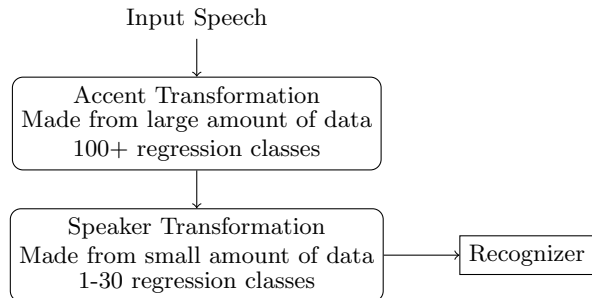 Input Speech
Accent Transformation
Made from large amount of data
100+ regression classes
Speaker Transformation
Made from small amount of data
1-30 regression classes
Recognizer